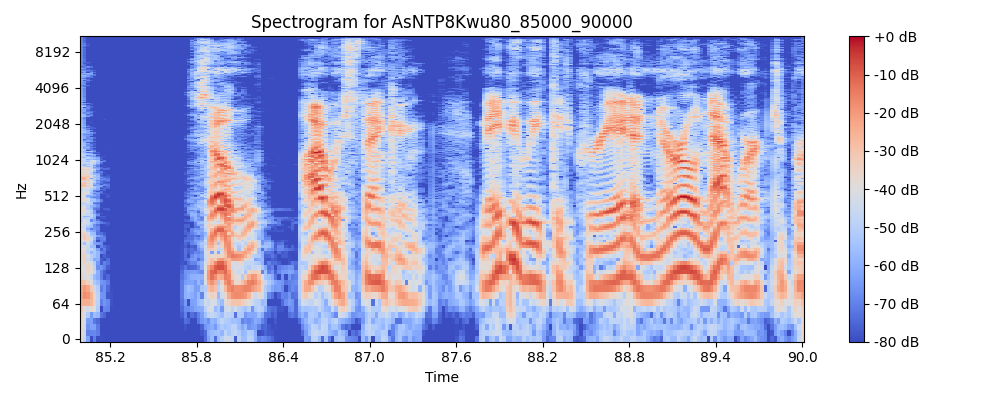 Spectrogram for AsNTP8Kwu80_85000_90000
8192
4096
2048
1024
512
256
128
64
0
Hz
85.2 85.8 86.4 87.0 87.6 88.2 88.8 89.4 90.0
Time
+0 dB
-10 dB
-20 dB
-30 dB
-40 dB
-50 dB
-60 dB
-70 dB
-80 dB